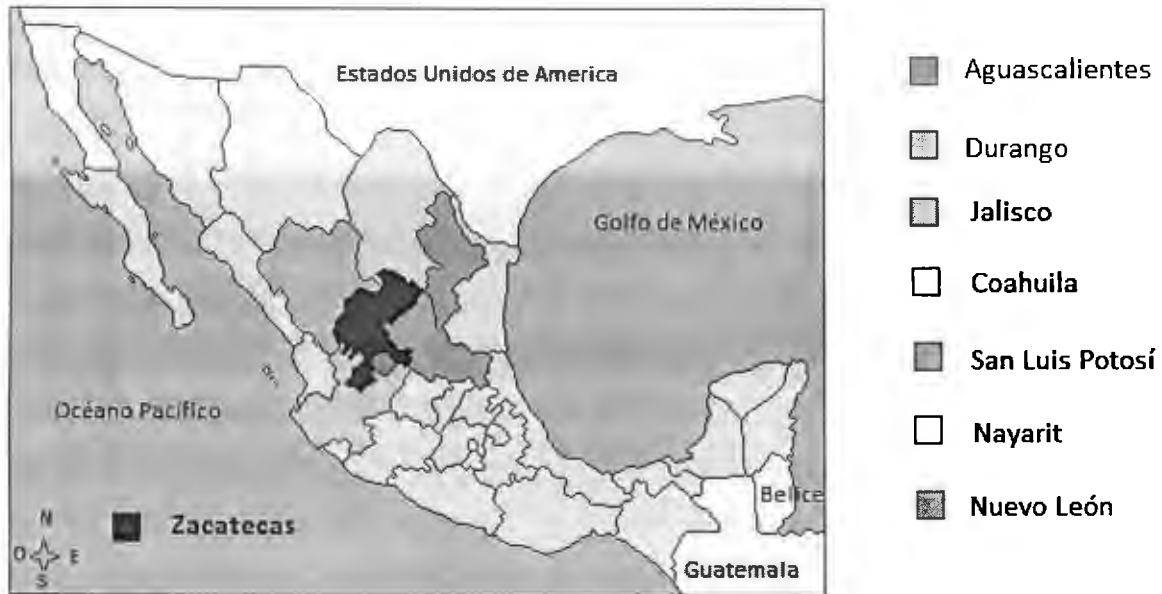 Estados Unidos de America
Golfo de México
Océano Pacífico
Belice
Guatemala
Zacatecas
N
O E
S
Aguascalientes
Durango
Jalisco
Coahuila
San Luis Potosí
Nayarit
Nuevo León